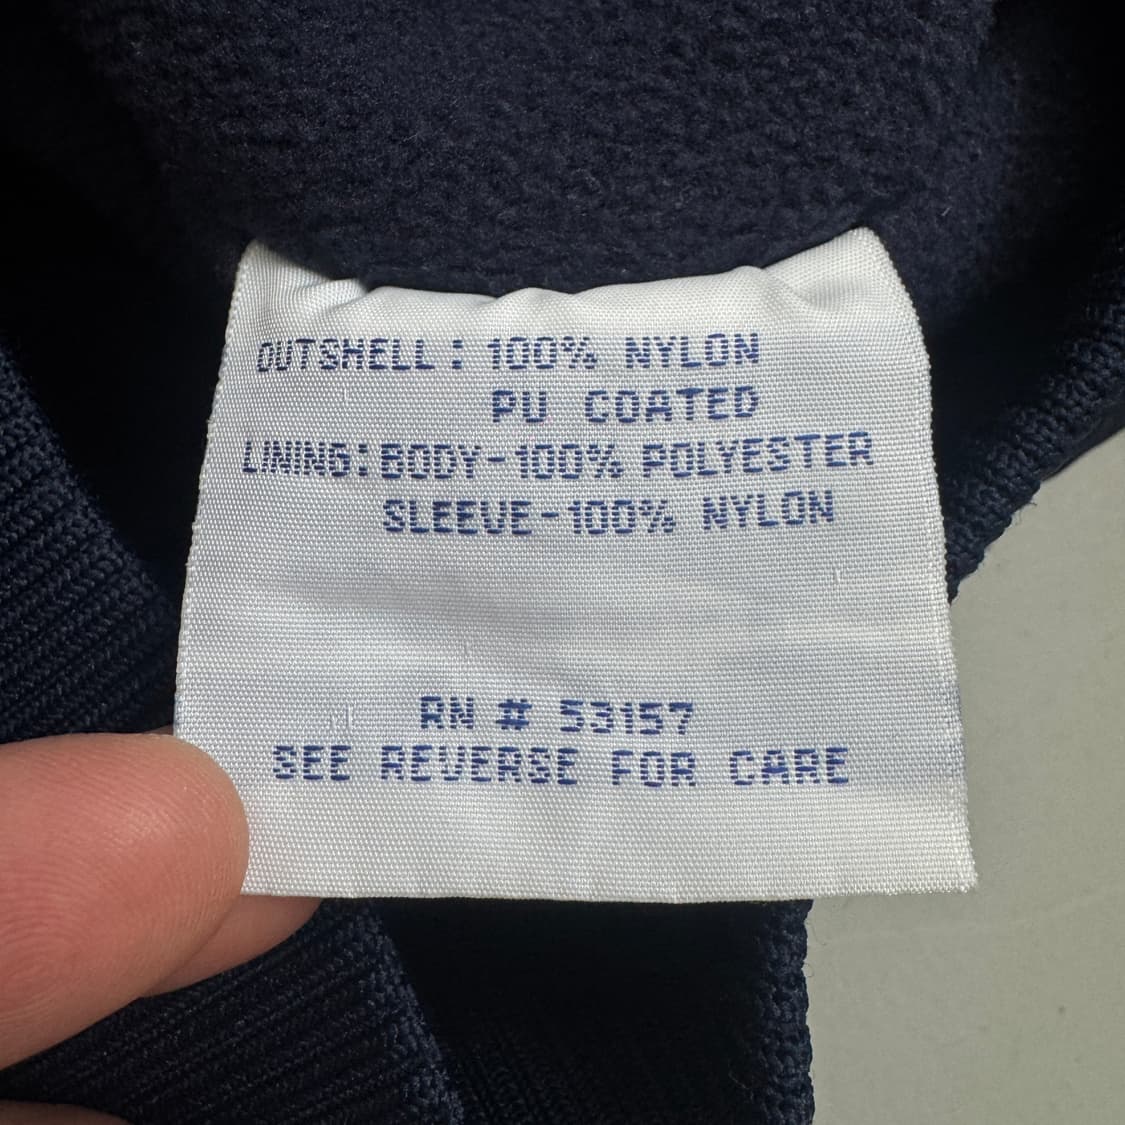 OUTSHELL: 100% NYLON
PU COATED
LINING: BODY-100% POLYESTER
SLEEVE-100% NYLON
RN # 53157
SEE REVERSE FOR CARE